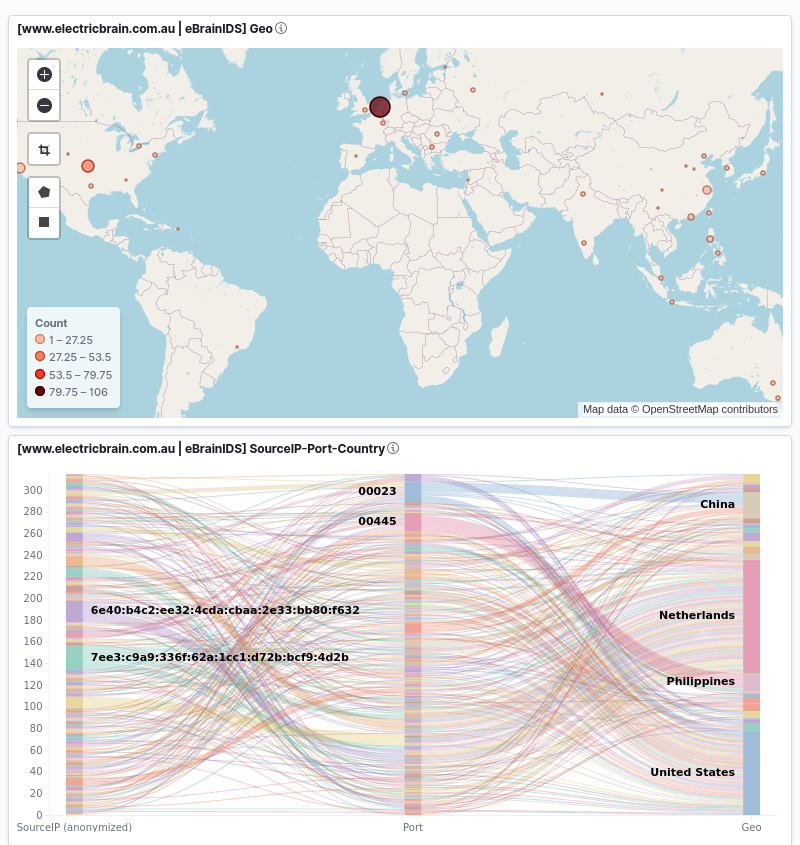 [www.electricbrain.com.au | eBrainIDS] Geo
Count
1 – 27.25
27.25 – 53.5
53.5 – 79.75
79.75 – 106
Map data © OpenStreetMap contributors
[www.electricbrain.com.au | eBrainIDS] SourceIP-Port-Country
300
280
260
240
220
200
180
160
140
120
100
80
60
40
20
0
00023
00445
6e40:b4c2:ee32:4cda:cbaa:2e33:bb80:f632
7ee3:c9a9:336f:62a:1cc1:d72b:bcf9:4d2b
China
Netherlands
Philippines
United States
SourceIP (anonymized)
Port
Geo